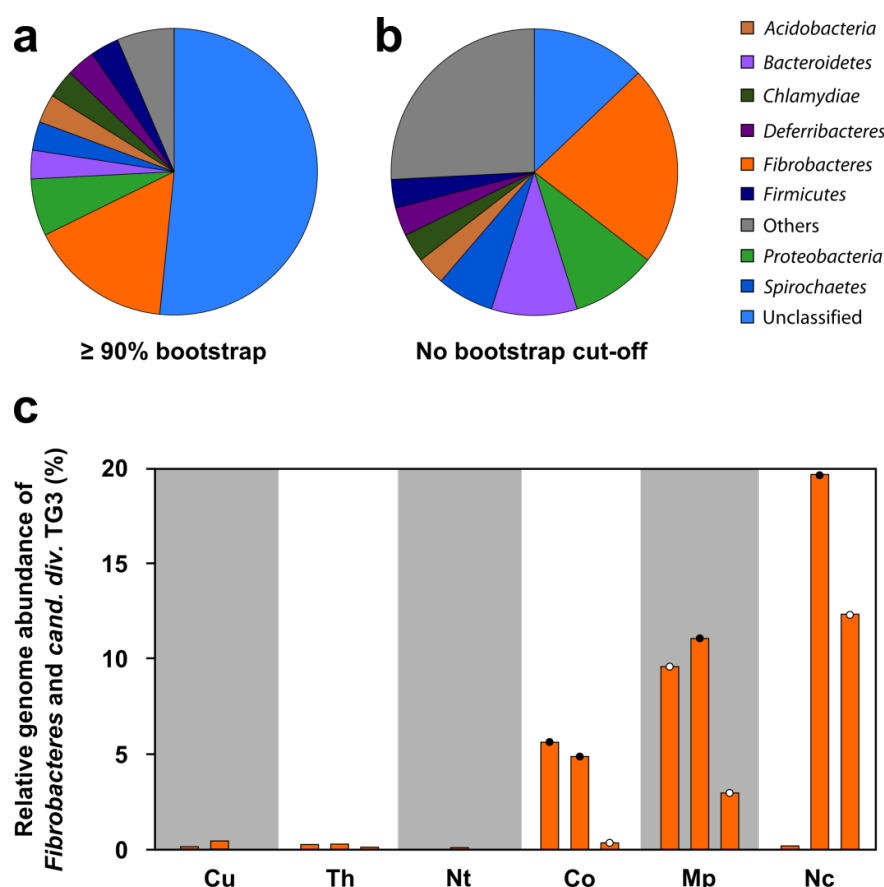 a
b
Acidobacteria
Bacteroidetes
Chlamydiae
Deferribacteres
Fibrobacteres
Firmicutes
Others
Proteobacteria
Spirochaetes
Unclassified
≥ 90% bootstrap
No bootstrap cut-off
c
Relative genome abundance of
Fibrobacteres and cand. div. TG3 (%)
20
15
10
5
0
Cu Th Nt Co Mp Nc